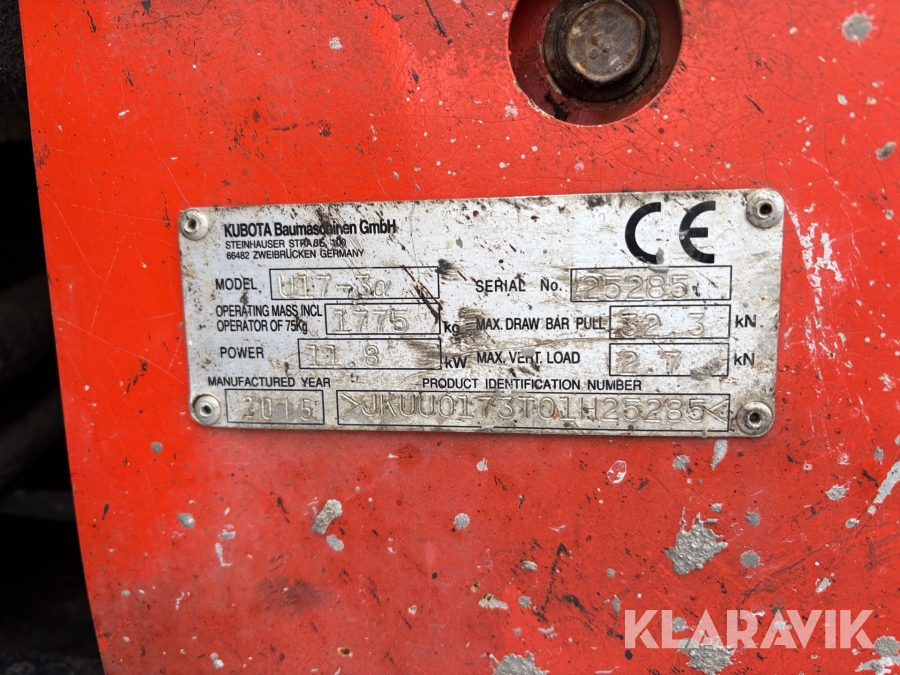 KUBOTA Baumaschinen GmbH
STEINHAUSER STRAßE 100
66482 ZWEIBRÜCKEN GERMANY
CE
MODEL U17-3α SERIAL No. 25285
OPERATING MASS INCL OPERATOR OF 75Kg 1775 kg MAX. DRAW BAR PULL 32.3 kN
POWER 11.8 kW MAX. VERT. LOAD 2.7 kN
MANUFACTURED YEAR PRODUCT IDENTIFICATION NUMBER
2015 >JKUU0173T01H25285<
KLARAVIK